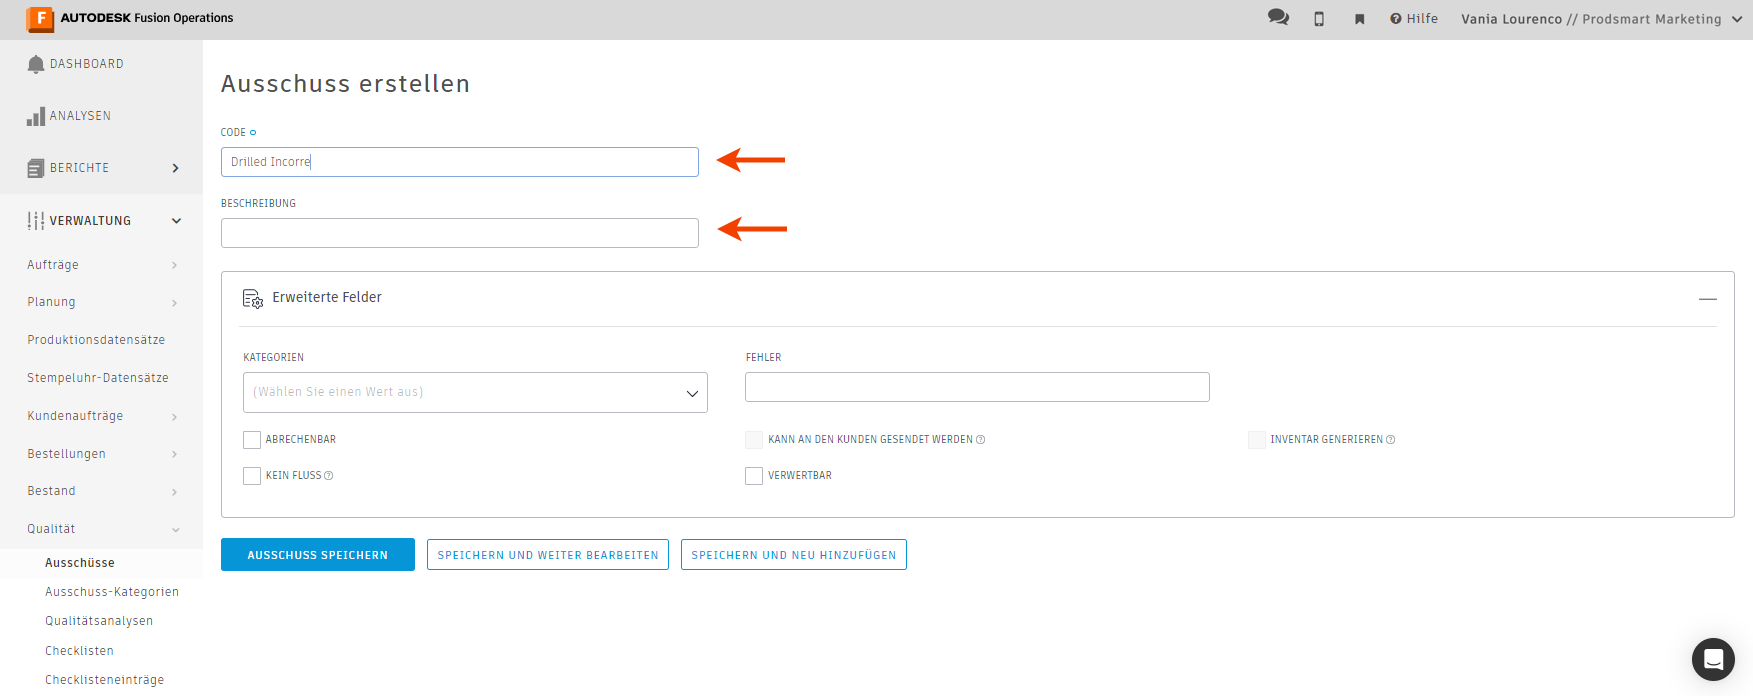 AUTODESK Fusion Operations
Hilfe
Vania Lourenco // Prodsmart Marketing
DASHBOARD
ANALYSEN
BERICHTE
VERWALTUNG
Aufträge
Planung
Produktionsdatensätze
Stempeluhr-Datensätze
Kundenaufträge
Bestellungen
Bestand
Qualität
Ausschüsse
Ausschuss-Kategorien
Qualitätsanalysen
Checklisten
Checklisteneinträge
Ausschuss erstellen
CODE
Drilled Incorre
BESCHREIBUNG
Erweiterte Felder
KATEGORIEN
(Wählen Sie einen Wert aus)
FEHLER
ABRECHENBAR
KANN AN DEN KUNDEN GESENDET WERDEN
INVENTAR GENERIEREN
KEIN FLUSS
VERWERTBAR
AUSSCHUSS SPEICHERN
SPEICHERN UND WEITER BEARBEITEN
SPEICHERN UND NEU HINZUFÜGEN